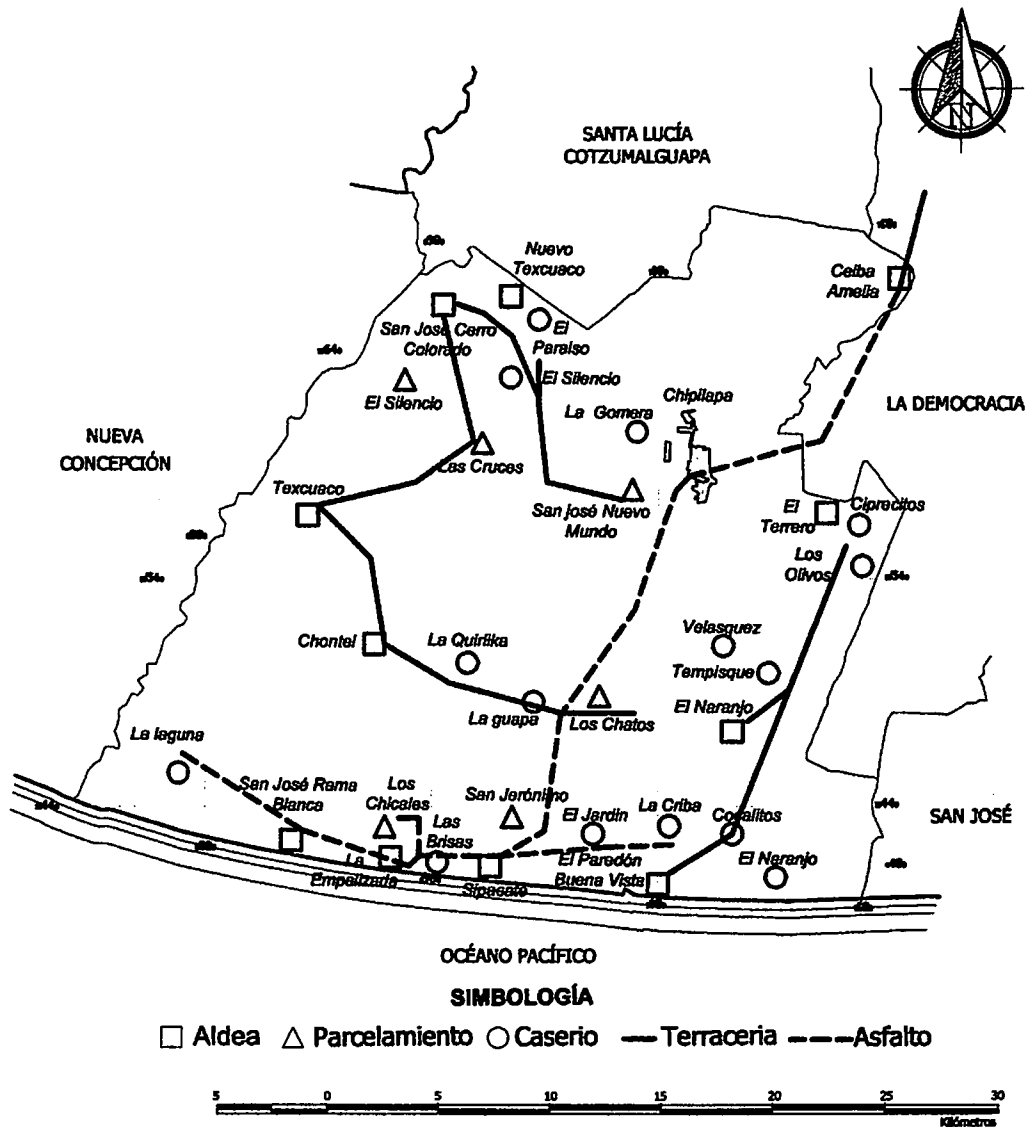 N
SANTA LUCÍA
COTZUMALGUAPA
Nuevo
Texcuaco
Ceiba
Amelia
San José Cerro
Colorado
El
Paraiso
El Silencio
El Silencio
La Gomera
Chipilapa
LA DEMOCRACIA
NUEVA
CONCEPCIÓN
Las Cruces
Texcuaco
San josé Nuevo
Mundo
El
Terrero
Ciprecitos
Los
Olivos
Chontel
La Quirlika
Velasquez
Tempisque
El Naranjo
La guapa
Los Chatos
La laguna
San José Rama
Blanca
Los
Chicales
San Jerónimo
Las
Brisas
El Jardin
La Criba
Cocalitos
SAN JOSÉ
La
Empalizada
Sipacate
El Paredón
Buena Vista
El Naranjo
OCÉANO PACÍFICO
SIMBOLOGÍA
Aldea Parcelamiento Caserio Terraceria Asfalto
5 0 5 10 15 20 25 30
Kilómetros